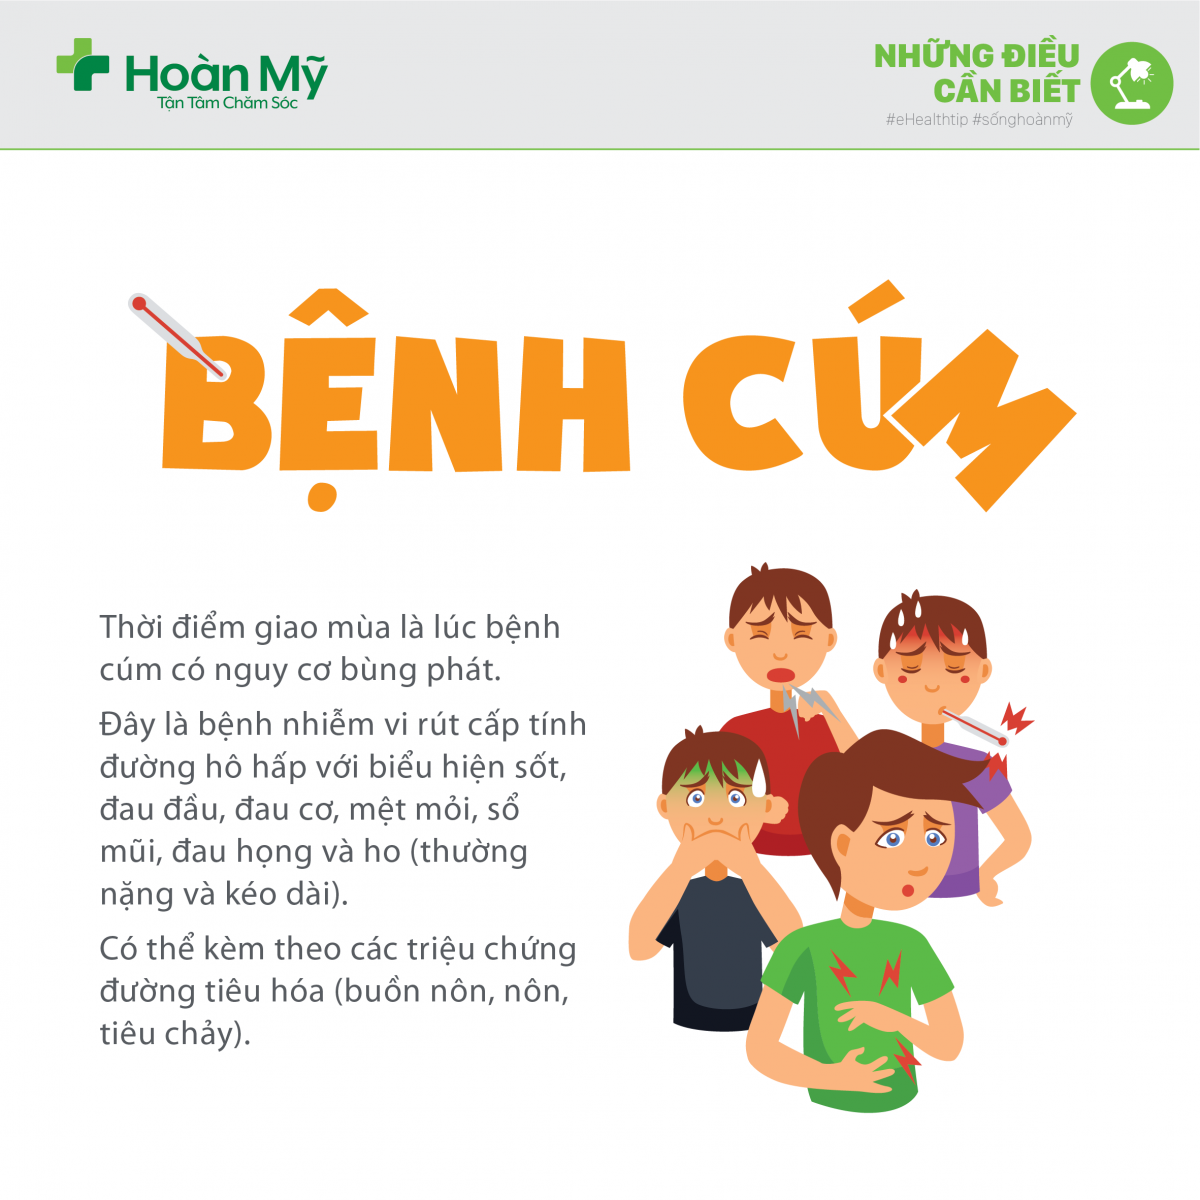 Hoàn Mỹ
Tận Tâm Chăm Sóc
NHỮNG ĐIỀU
CẦN BIẾT
#eHealthtip #sốnghoànmỹ
BỆNH CÚM
Thời điểm giao mùa là lúc bệnh
cúm có nguy cơ bùng phát.
Đây là bệnh nhiễm vi rút cấp tính
đường hô hấp với biểu hiện sốt,
đau đầu, đau cơ, mệt mỏi, sổ
mũi, đau họng và ho (thường
nặng và kéo dài).
Có thể kèm theo các triệu chứng
đường tiêu hóa (buồn nôn, nôn,
tiêu chảy).